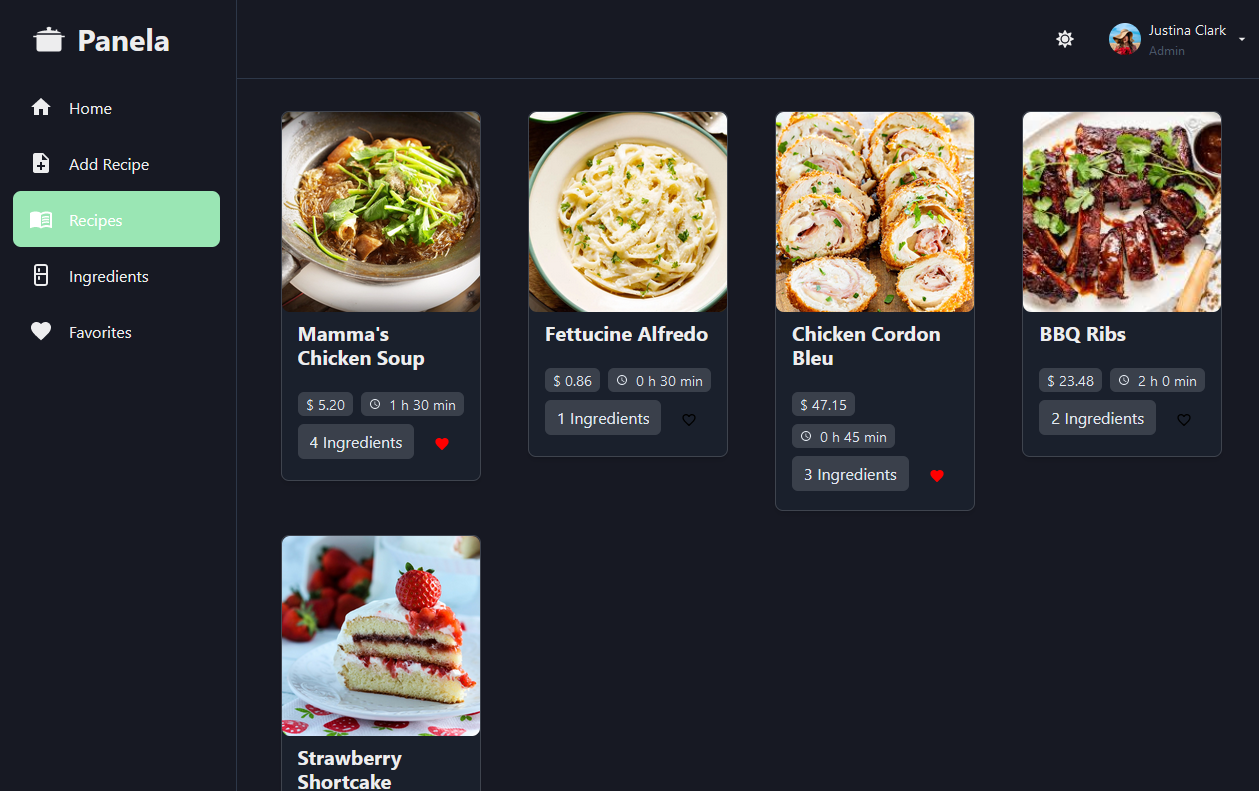 Panela
Justina Clark
Admin
Home
Add Recipe
Recipes
Ingredients
Favorites
Mamma's
Chicken Soup
$ 5.20
1 h 30 min
4 Ingredients
Fettucine Alfredo
$ 0.86
0 h 30 min
1 Ingredients
Chicken Cordon
Bleu
$ 47.15
0 h 45 min
3 Ingredients
BBQ Ribs
$ 23.48
2 h 0 min
2 Ingredients
Strawberry
Shortcake